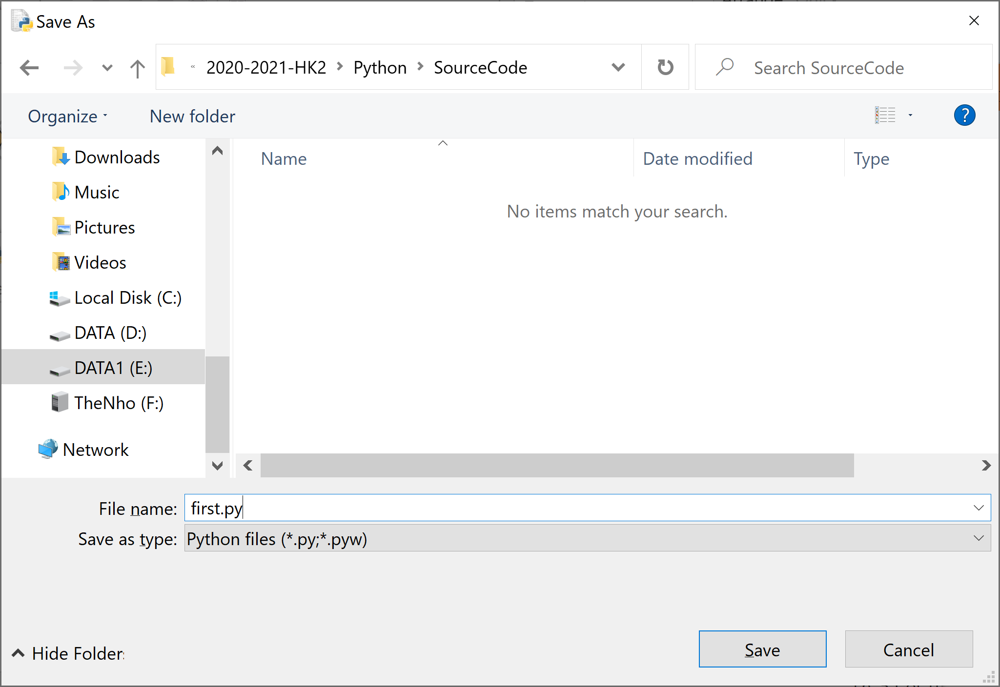 Save As
« 2020-2021-HK2 > Python > SourceCode
Search SourceCode
Organize
New folder
?
Name
Date modified
Type
No items match your search.
Downloads
Music
Pictures
Videos
Local Disk (C:)
DATA (D:)
DATA1 (E:)
TheNho (F:)
Network
File name: first.py
Save as type: Python files (*.py;*.pyw)
Hide Folders
Save
Cancel